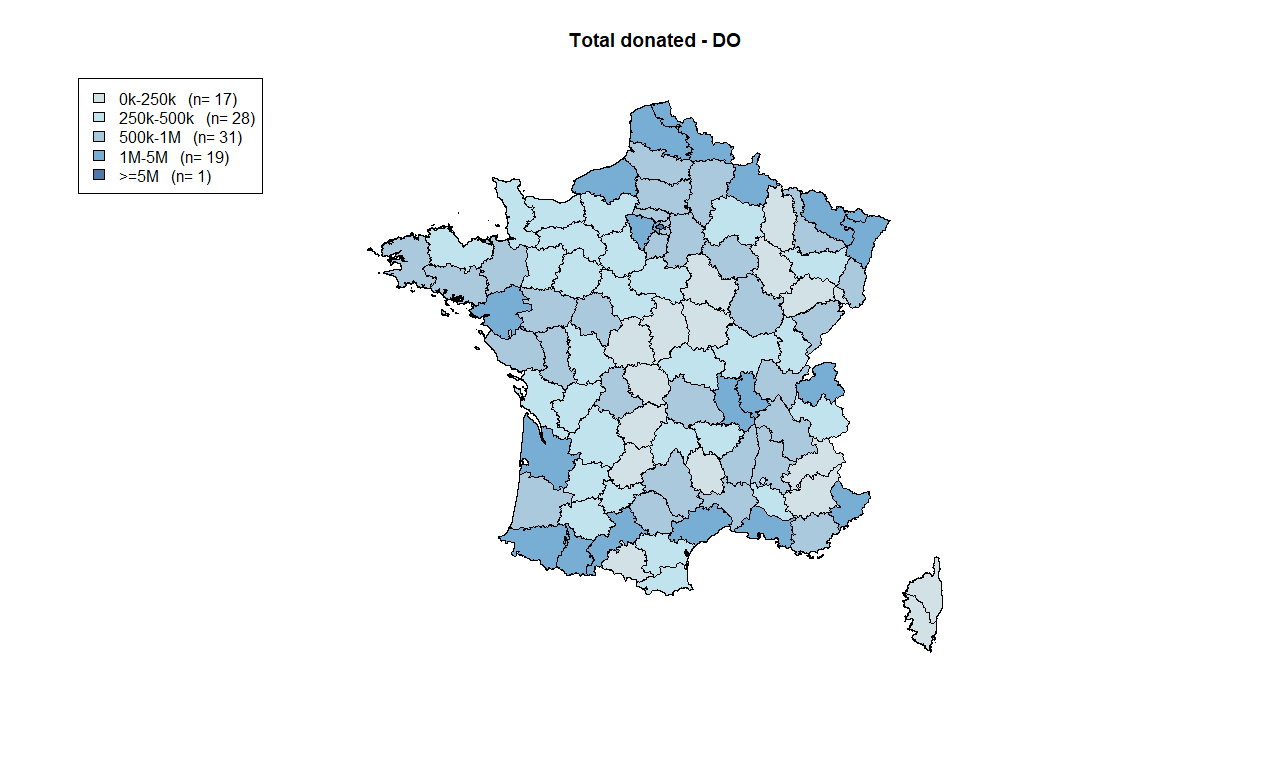 Total donated - DO
0k-250k (n= 17)
250k-500k (n= 28)
500k-1M (n= 31)
1M-5M (n= 19)
>=5M (n= 1)